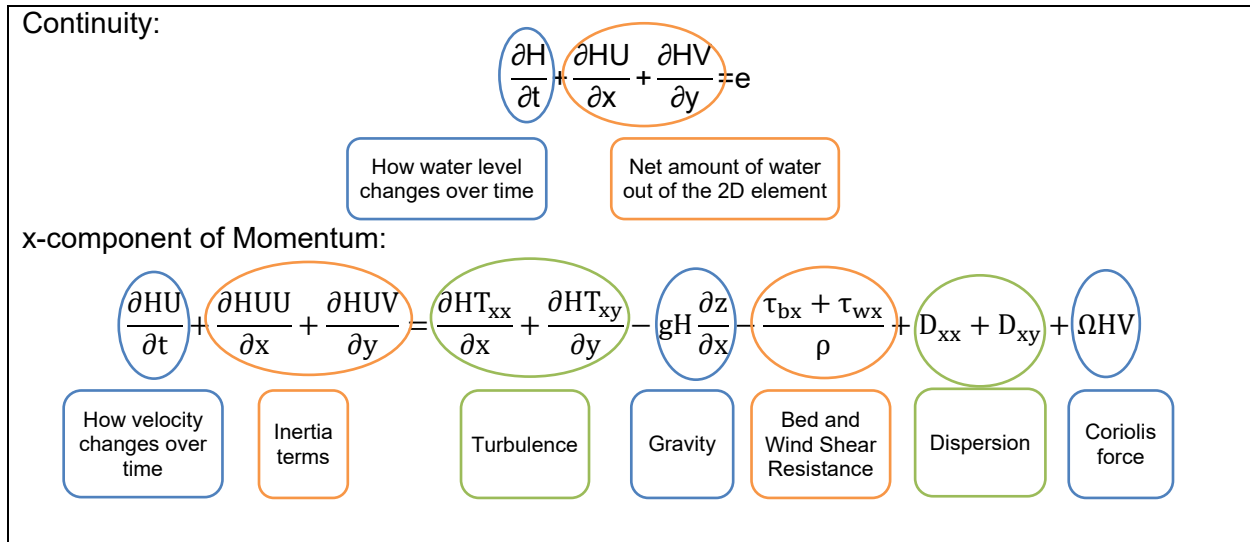 Continuity:
∂H/∂t + ∂HU/∂x + ∂HV/∂y = e
How water level
changes over time
Net amount of water
out of the 2D element
x-component of Momentum:
∂HU/∂t + ∂HUU/∂x + ∂HUV/∂y = ∂HT_xx/∂x + ∂HT_xy/∂y − gH ∂z/∂x − (τ_bx + τ_wx)/ρ + D_xx + D_xy + ΩHV
How velocity
changes over
time
Inertia
terms
Turbulence
Gravity
Bed and
Wind Shear
Resistance
Dispersion
Coriolis
force